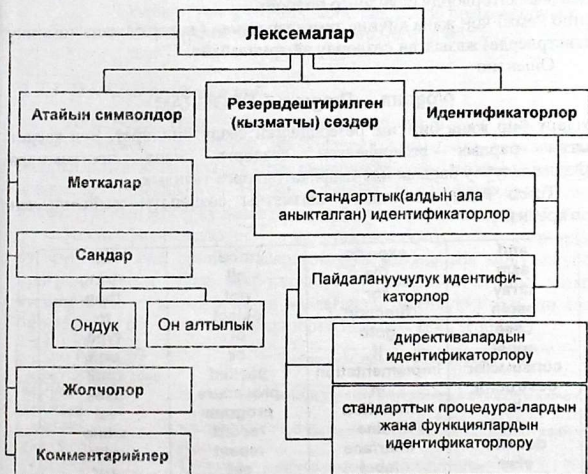 Лексемалар
Атайын символдор
Резервдештирилген
(кызматчы) сөздөр
Идентификаторлор
Меткалар
Стандарттык(алдын ала
аныкталган) идентификаторлор
Сандар
Пайдалануучулук идентифи-
каторлор
Ондук
Он алтылык
директивалардын
идентификаторлору
Жолчолор
стандарттык процедура-лардын
жана функциялардын
идентификаторлору
Комментарийлер